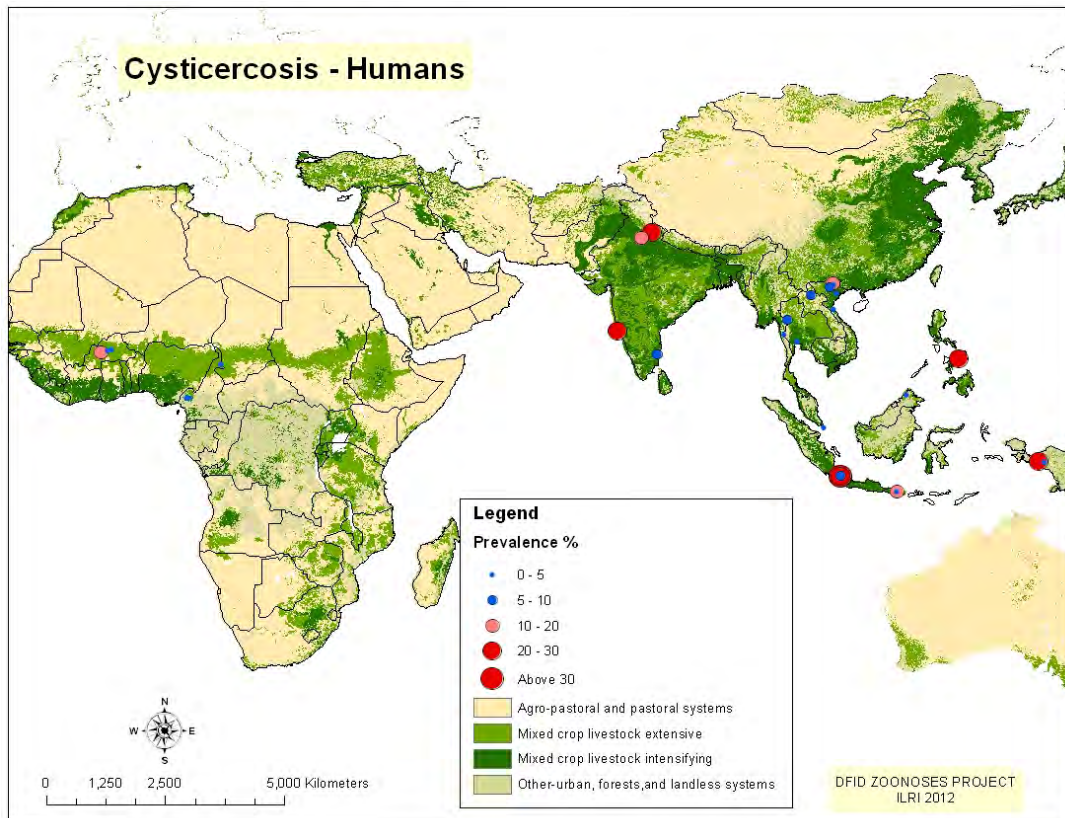 Cysticercosis - Humans
Legend
Prevalence %
0 - 5
5 - 10
10 - 20
20 - 30
Above 30
Agro-pastoral and pastoral systems
Mixed crop livestock extensive
Mixed crop livestock intensifying
Other-urban, forests,and landless systems
N
W E
S
0 1,250 2,500 5,000 Kilometers
DFID ZOONOSES PROJECT
ILRI 2012